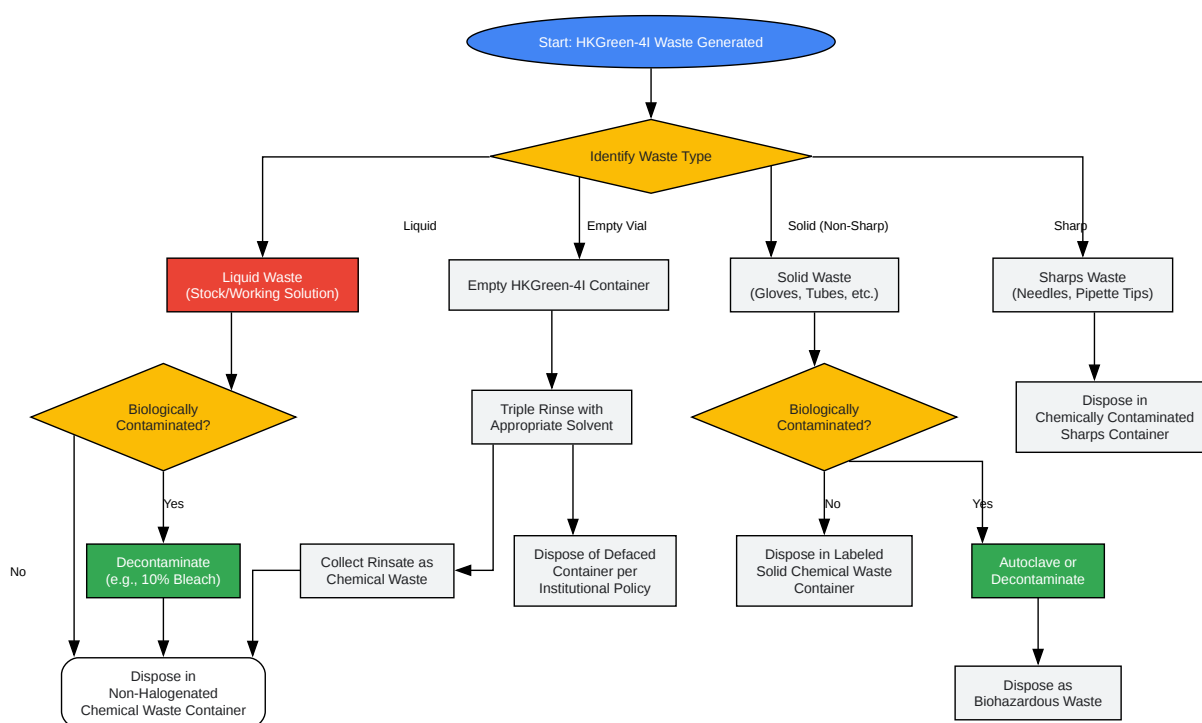 Start: HKGreen-4I Waste Generated
Identify Waste Type
Liquid
Empty Vial
Solid (Non-Sharp)
Sharp
Liquid Waste
(Stock/Working Solution)
Empty HKGreen-4I Container
Solid Waste
(Gloves, Tubes, etc.)
Sharps Waste
(Needles, Pipette Tips)
Biologically
Contaminated?
Triple Rinse with
Appropriate Solvent
Biologically
Contaminated?
Dispose in
Chemically Contaminated
Sharps Container
Yes
No
Yes
No
Decontaminate
(e.g., 10% Bleach)
Collect Rinsate as
Chemical Waste
Dispose of Defaced
Container per
Institutional Policy
Dispose in Labeled
Solid Chemical Waste
Container
Autoclave or
Decontaminate
Dispose in
Non-Halogenated
Chemical Waste Container
Dispose as
Biohazardous Waste